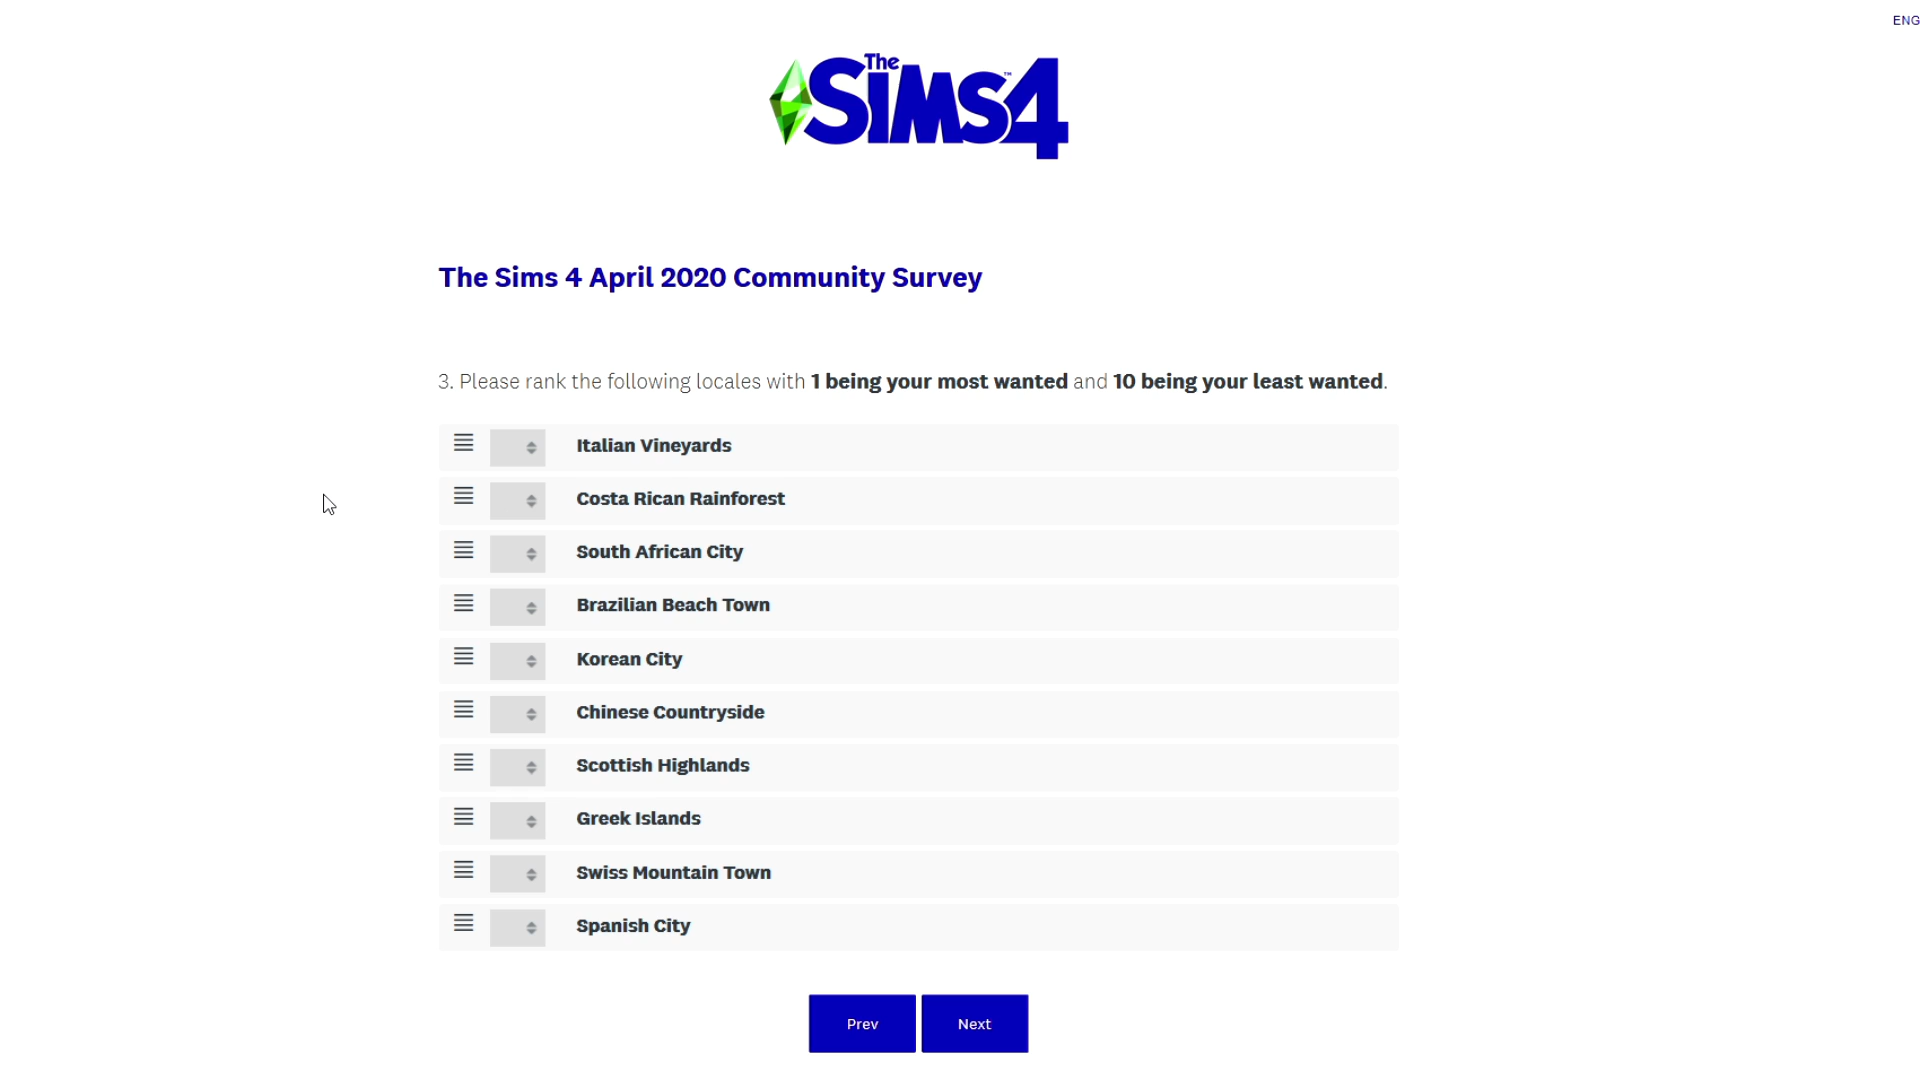 ENG
The Sims 4™
The Sims 4 April 2020 Community Survey
3. Please rank the following locales with 1 being your most wanted and 10 being your least wanted.
Italian Vineyards
Costa Rican Rainforest
South African City
Brazilian Beach Town
Korean City
Chinese Countryside
Scottish Highlands
Greek Islands
Swiss Mountain Town
Spanish City
Prev Next